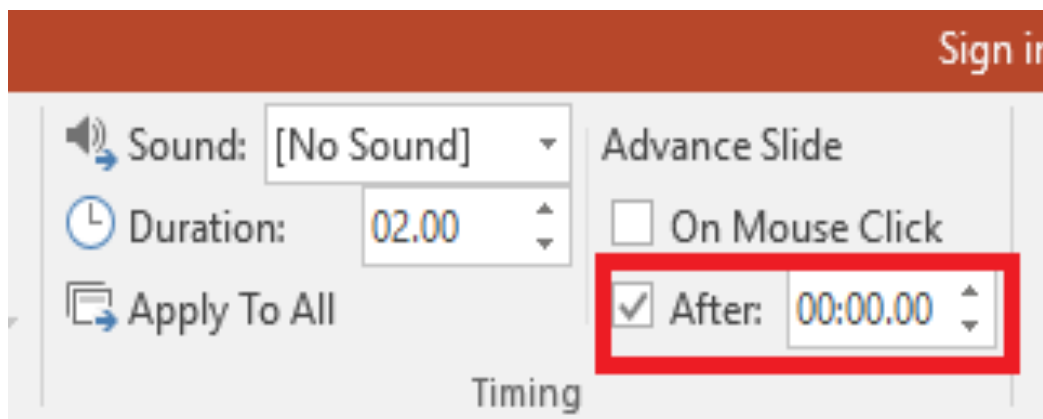 Sign in
Sound: [No Sound]
Duration: 02.00
Apply To All
Advance Slide
On Mouse Click
After: 00:00.00
Timing